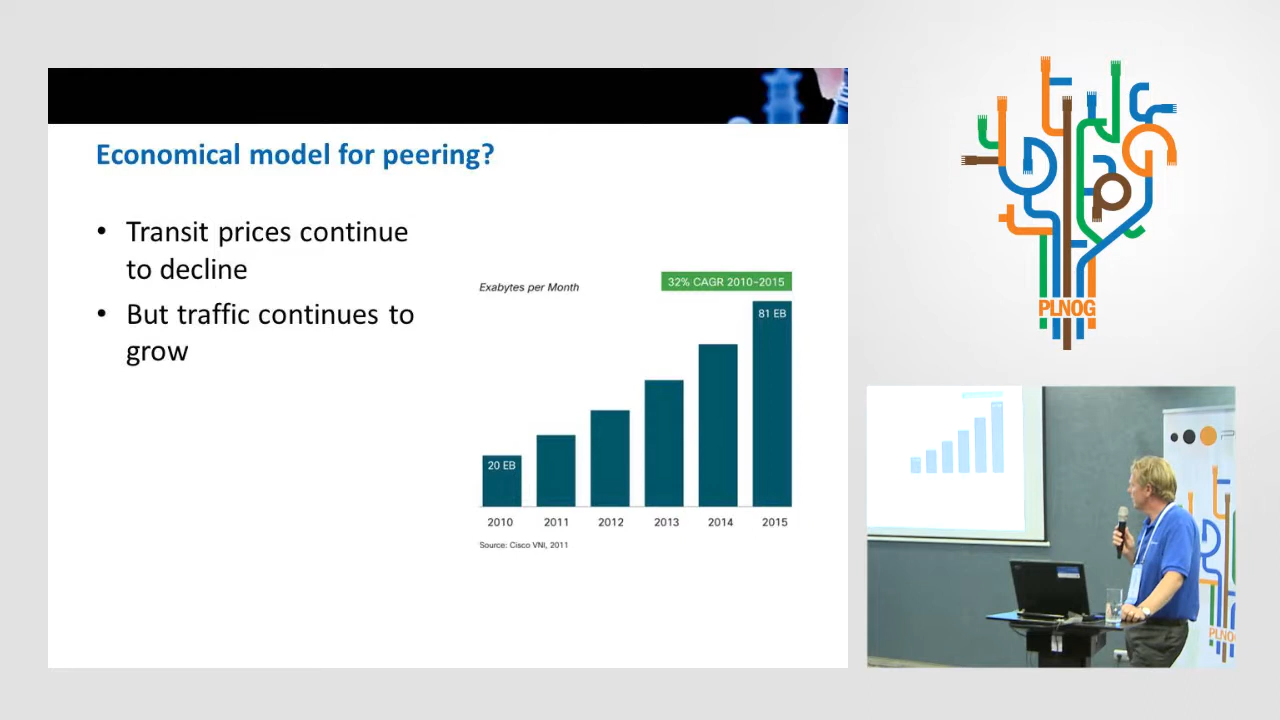 Economical model for peering?
• Transit prices continue
to decline
• But traffic continues to
grow
Exabytes per Month
32% CAGR 2010–2015
81 EB
20 EB
2010 2011 2012 2013 2014 2015
Source: Cisco VNI, 2011
PLNOG
PLNOG